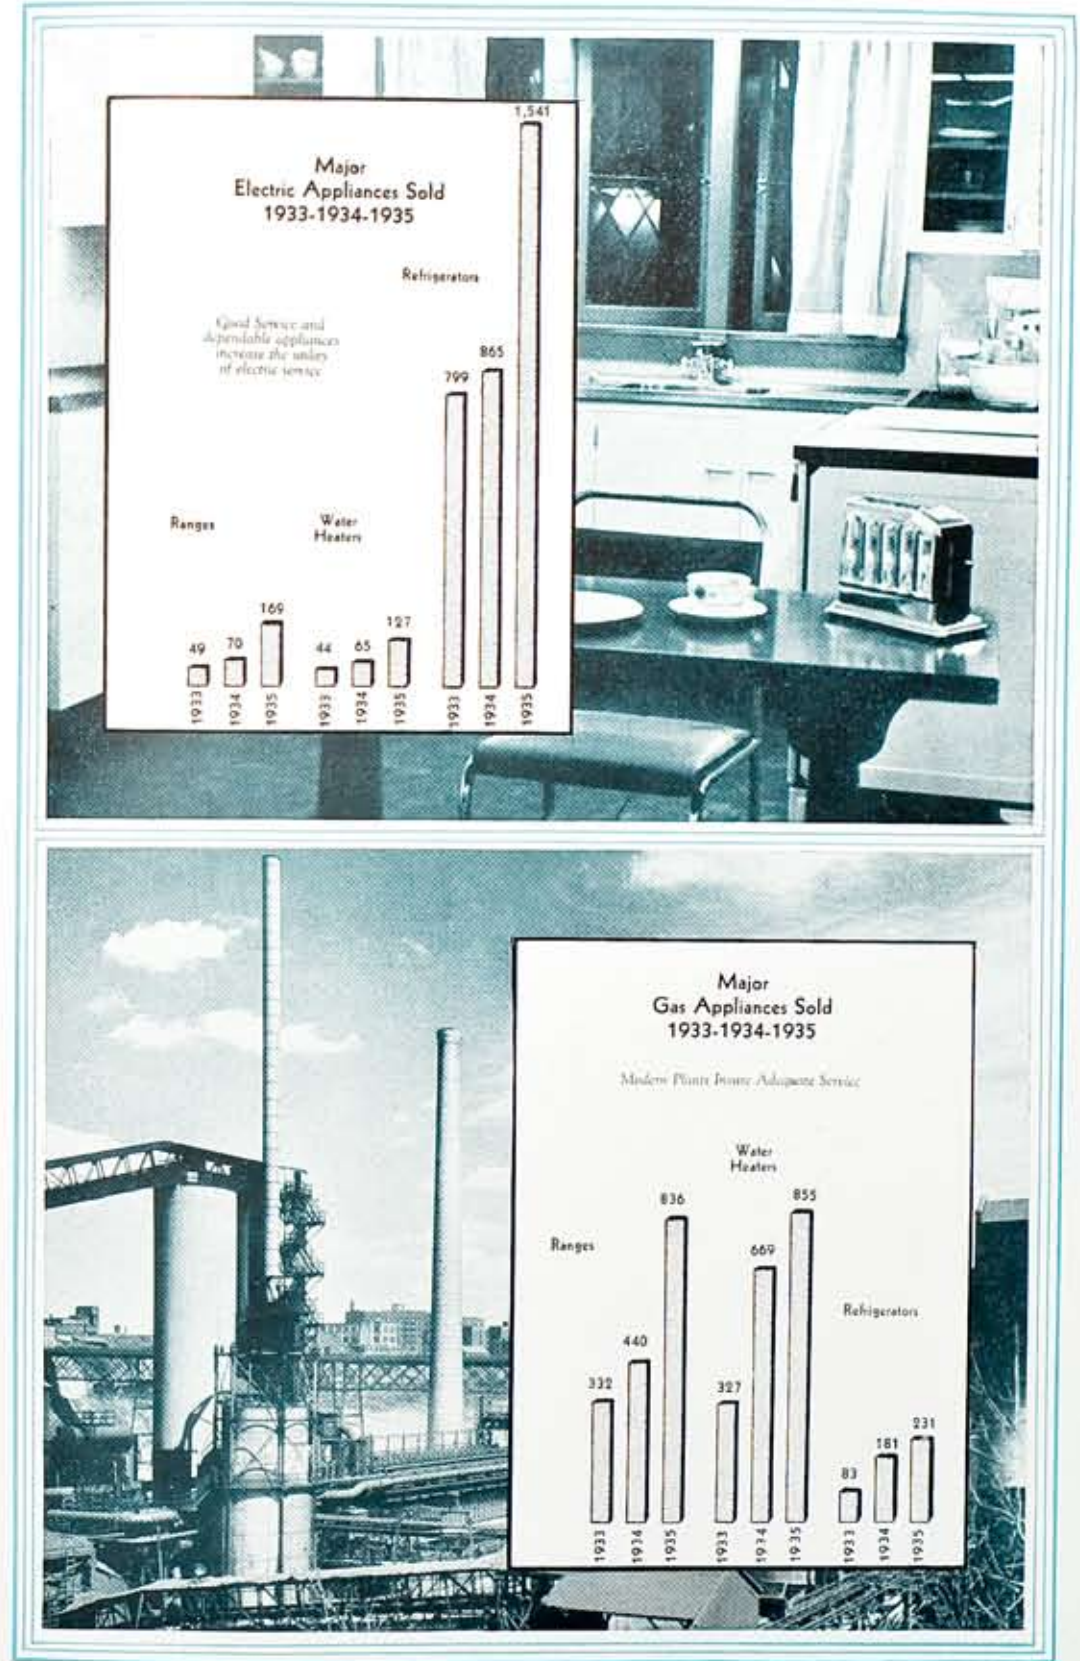 Major
Electric Appliances Sold
1933-1934-1935
Good Service and
dependable appliances
increase the utility
of electric service
Ranges
49
70
169
1933
1934
1935
Water
Heaters
44
65
127
1933
1934
1935
Refrigerators
799
865
1,541
1933
1934
1935
Major
Gas Appliances Sold
1933-1934-1935
Modern Plants Insure Adequate Service
Ranges
332
440
836
1933
1934
1935
Water
Heaters
327
669
855
1933
1934
1935
Refrigerators
83
181
231
1933
1934
1935